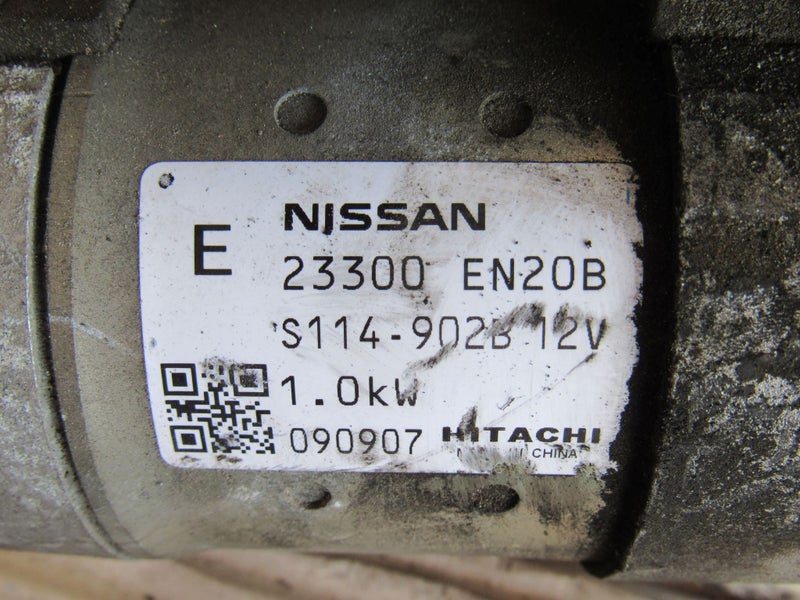 NISSAN
E
23300 EN20B
S114-902B 12V
1.0kW
090907 HITACHI
CHINA